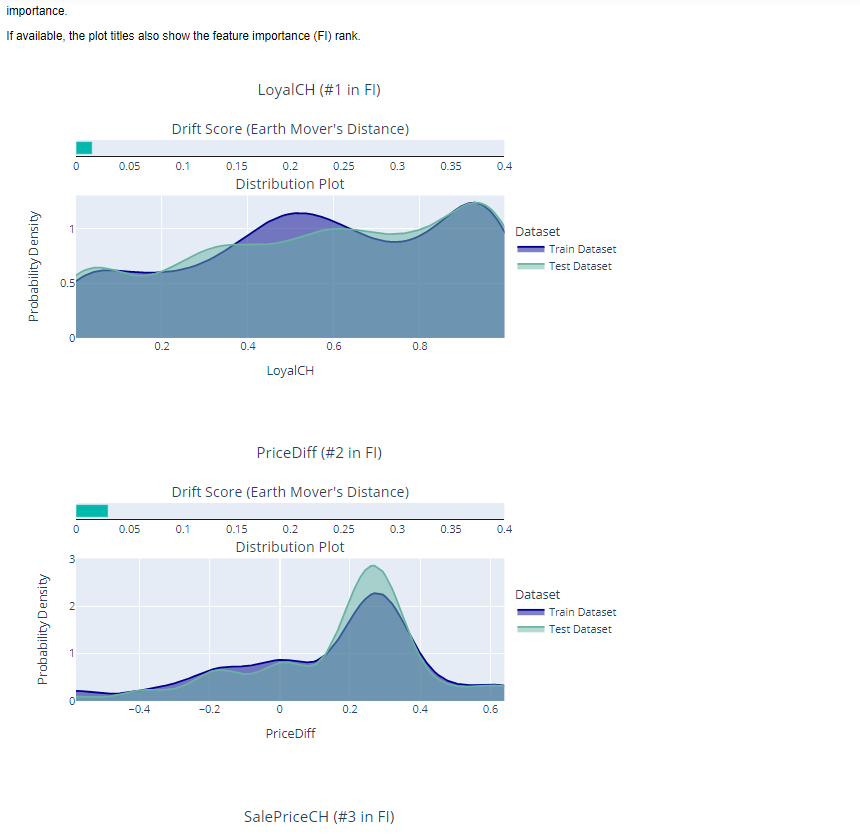 importance.
If available, the plot titles also show the feature importance (FI) rank.
LoyalCH (#1 in FI)
Drift Score (Earth Mover's Distance)
0 0.05 0.1 0.15 0.2 0.25 0.3 0.35 0.4
Distribution Plot
Probability Density
1
0.5
0
0.2 0.4 0.6 0.8
LoyalCH
Dataset
Train Dataset
Test Dataset
PriceDiff (#2 in FI)
Drift Score (Earth Mover's Distance)
0 0.05 0.1 0.15 0.2 0.25 0.3 0.35 0.4
Distribution Plot
Probability Density
3
2
1
0
−0.4 −0.2 0 0.2 0.4 0.6
PriceDiff
Dataset
Train Dataset
Test Dataset
SalePriceCH (#3 in FI)